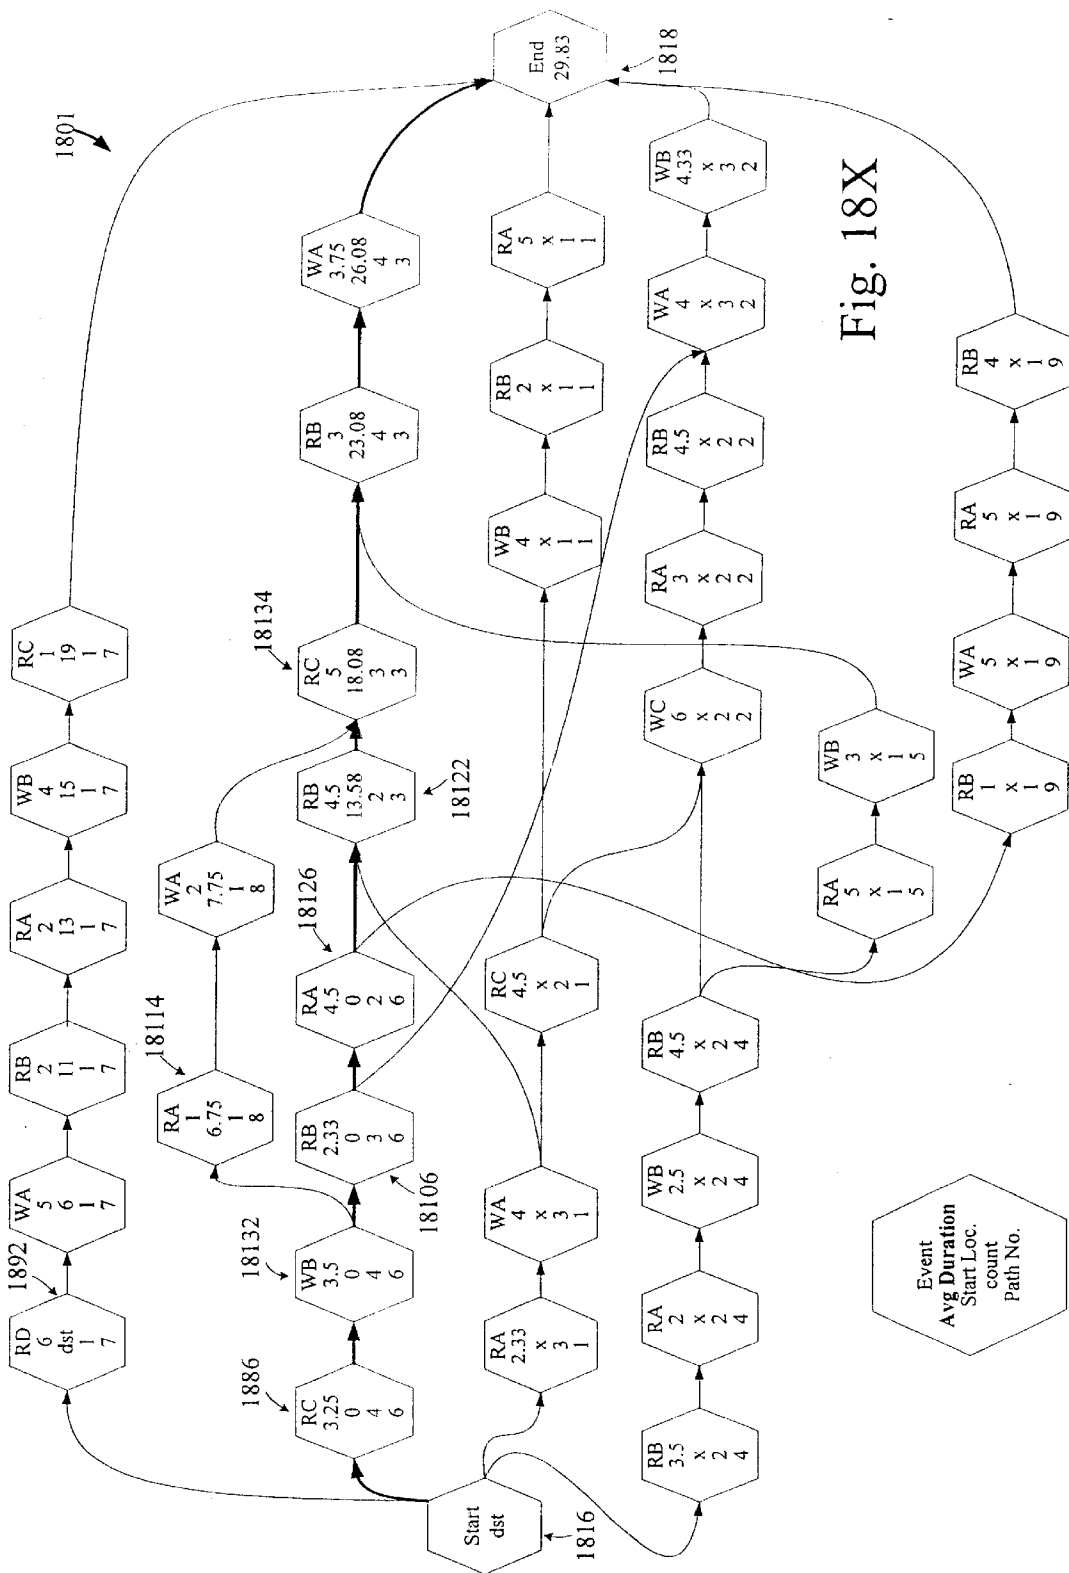 1801
RD
6
dst
1
7
1892
WA
5
6
1
7
RB
2
11
1
7
RA
2
13
1
7
WB
4
15
1
7
RC
1
19
1
7
RA
1
6.75
1
8
18114
WA
2
7.75
1
8
Start
dst
1816
RC
3.25
0
4
6
1886
WB
3.5
0
4
6
18132
RB
2.33
0
3
6
18106
RA
4.5
0
2
6
18126
RB
4.5
13.58
2
3
18122
RC
5
18.08
3
3
18134
RB
3
23.08
4
3
WA
3.75
26.08
4
3
End
29.83
1818
RA
2.33
x
3
1
WA
4
x
3
1
RC
4.5
x
2
1
WB
4
x
1
1
RB
2
x
1
1
RA
5
x
1
1
RB
3.5
x
2
4
RA
2
x
2
4
WB
2.5
x
2
4
RB
4.5
x
2
4
WC
6
x
2
2
RA
3
x
2
2
RB
4.5
x
2
2
WA
4
x
3
2
WB
4.33
x
3
2
RA
5
x
1
5
WB
3
x
1
5
RB
1
x
1
9
WA
5
x
1
9
RA
5
x
1
9
RB
4
x
1
9
Event
Avg Duration
Start Loc.
count
Path No.
Fig. 18X